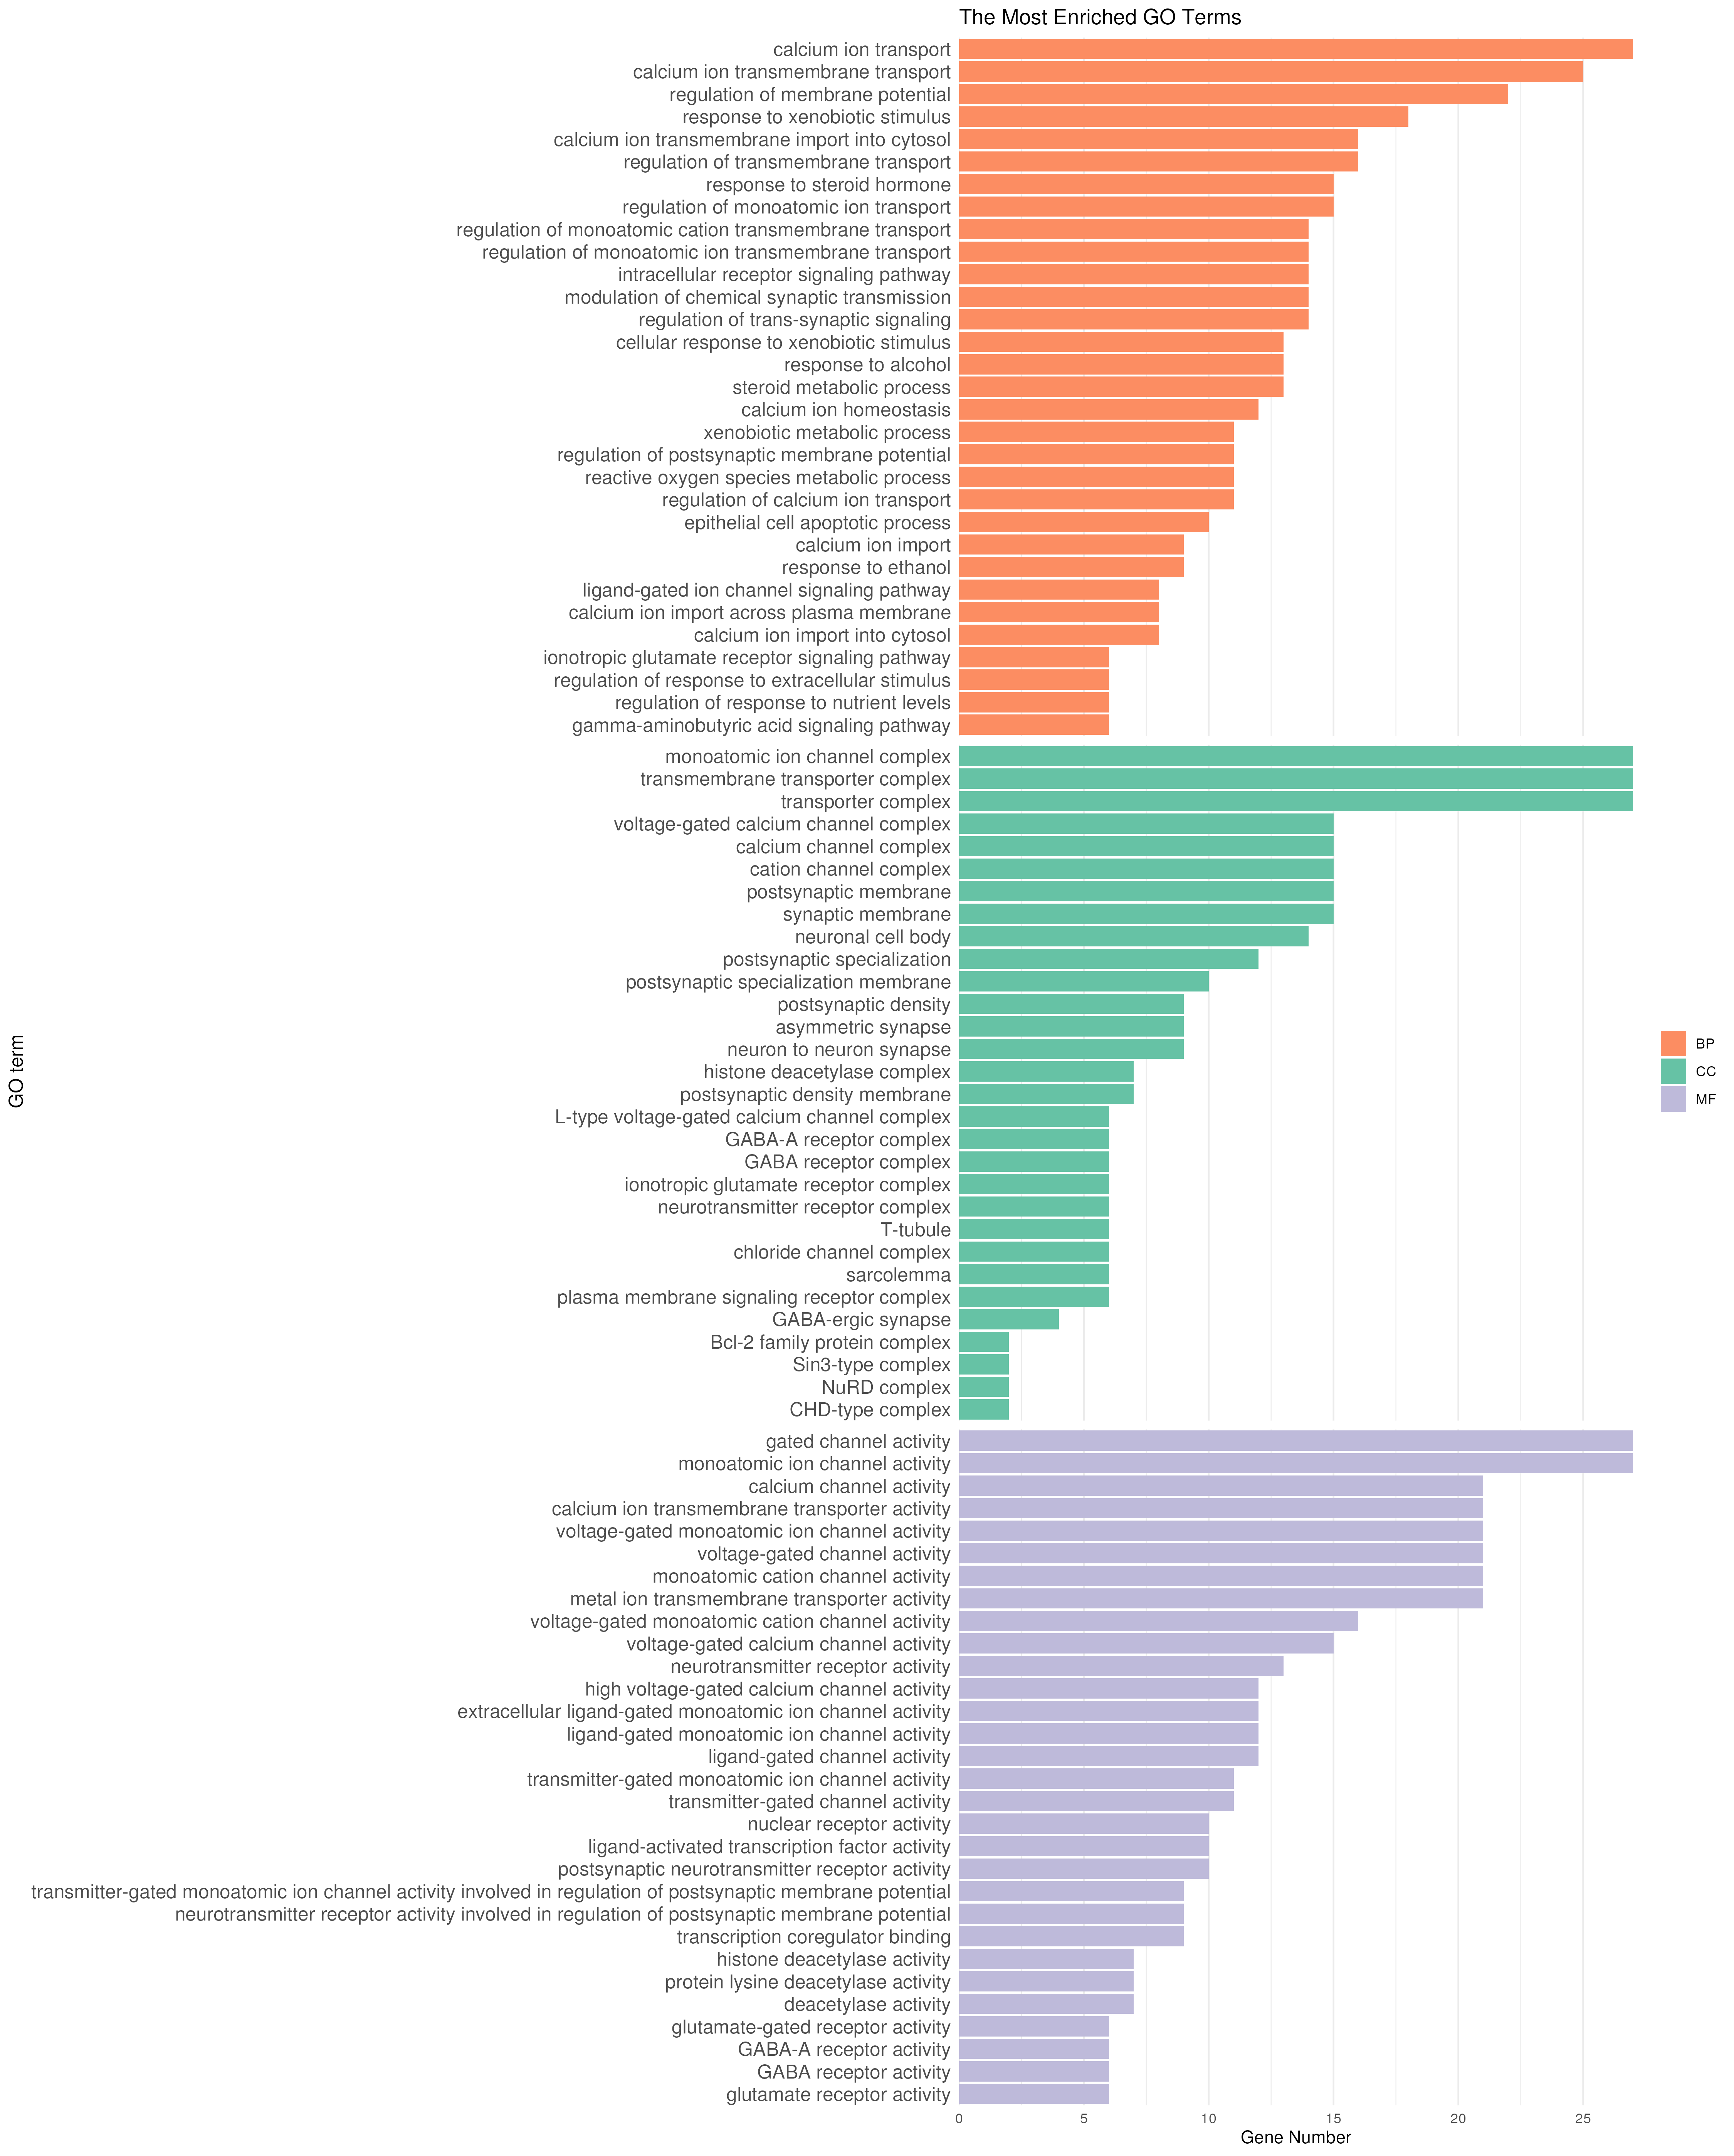 The Most Enriched GO Terms
calcium ion transport
calcium ion transmembrane transport
regulation of membrane potential
response to xenobiotic stimulus
calcium ion transmembrane import into cytosol
regulation of transmembrane transport
response to steroid hormone
regulation of monoatomic ion transport
regulation of monoatomic cation transmembrane transport
regulation of monoatomic ion transmembrane transport
intracellular receptor signaling pathway
modulation of chemical synaptic transmission
regulation of trans-synaptic signaling
cellular response to xenobiotic stimulus
response to alcohol
steroid metabolic process
calcium ion homeostasis
xenobiotic metabolic process
regulation of postsynaptic membrane potential
reactive oxygen species metabolic process
regulation of calcium ion transport
epithelial cell apoptotic process
calcium ion import
response to ethanol
ligand-gated ion channel signaling pathway
calcium ion import across plasma membrane
calcium ion import into cytosol
ionotropic glutamate receptor signaling pathway
regulation of response to extracellular stimulus
regulation of response to nutrient levels
gamma-aminobutyric acid signaling pathway
monoatomic ion channel complex
transmembrane transporter complex
transporter complex
voltage-gated calcium channel complex
calcium channel complex
cation channel complex
postsynaptic membrane
synaptic membrane
neuronal cell body
postsynaptic specialization
postsynaptic specialization membrane
postsynaptic density
asymmetric synapse
neuron to neuron synapse
histone deacetylase complex
postsynaptic density membrane
L-type voltage-gated calcium channel complex
GABA-A receptor complex
GABA receptor complex
ionotropic glutamate receptor complex
neurotransmitter receptor complex
T-tubule
chloride channel complex
sarcolemma
plasma membrane signaling receptor complex
GABA-ergic synapse
Bcl-2 family protein complex
Sin3-type complex
NuRD complex
CHD-type complex
gated channel activity
monoatomic ion channel activity
calcium channel activity
calcium ion transmembrane transporter activity
voltage-gated monoatomic ion channel activity
voltage-gated channel activity
monoatomic cation channel activity
metal ion transmembrane transporter activity
voltage-gated monoatomic cation channel activity
voltage-gated calcium channel activity
neurotransmitter receptor activity
high voltage-gated calcium channel activity
extracellular ligand-gated monoatomic ion channel activity
ligand-gated monoatomic ion channel activity
ligand-gated channel activity
transmitter-gated monoatomic ion channel activity
transmitter-gated channel activity
nuclear receptor activity
ligand-activated transcription factor activity
postsynaptic neurotransmitter receptor activity
transmitter-gated monoatomic ion channel activity involved in regulation of postsynaptic membrane potential
neurotransmitter receptor activity involved in regulation of postsynaptic membrane potential
transcription coregulator binding
histone deacetylase activity
protein lysine deacetylase activity
deacetylase activity
glutamate-gated receptor activity
GABA-A receptor activity
GABA receptor activity
glutamate receptor activity
0 5 10 15 20 25
Gene Number
GO term
BP
CC
MF